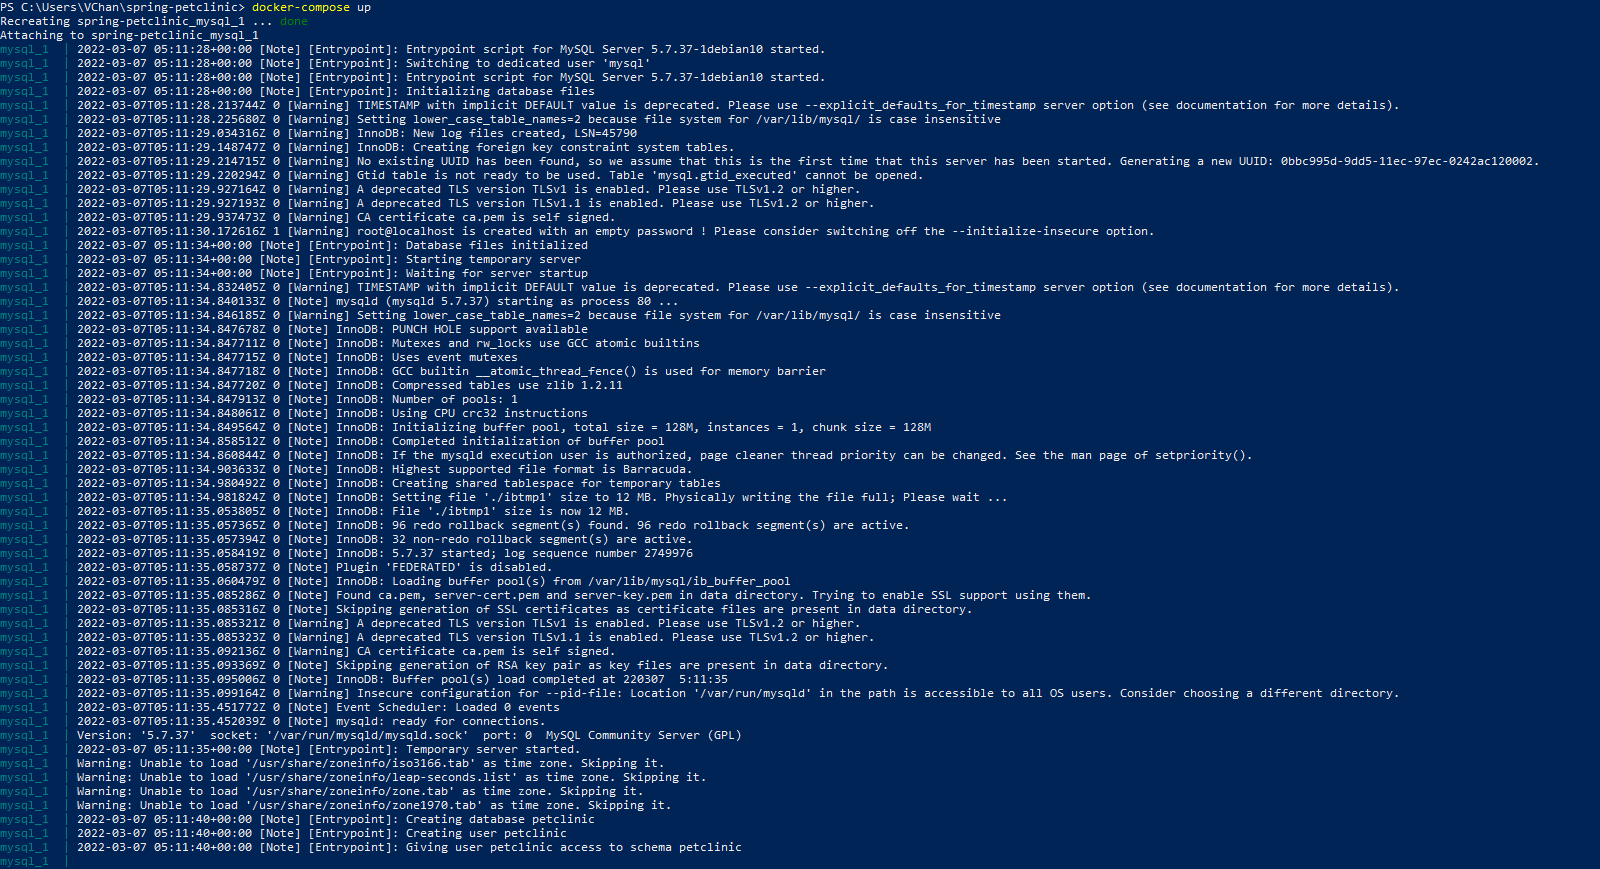 PS C:\Users\VChan\spring-petclinic> docker-compose up
Recreating spring-petclinic_mysql_1 ... done
Attaching to spring-petclinic_mysql_1
mysql_1  | 2022-03-07 05:11:28+00:00 [Note] [Entrypoint]: Entrypoint script for MySQL Server 5.7.37-1debian10 started.
mysql_1  | 2022-03-07 05:11:28+00:00 [Note] [Entrypoint]: Switching to dedicated user 'mysql'
mysql_1  | 2022-03-07 05:11:28+00:00 [Note] [Entrypoint]: Entrypoint script for MySQL Server 5.7.37-1debian10 started.
mysql_1  | 2022-03-07 05:11:28+00:00 [Note] [Entrypoint]: Initializing database files
mysql_1  | 2022-03-07T05:11:28.213744Z 0 [Warning] TIMESTAMP with implicit DEFAULT value is deprecated. Please use --explicit_defaults_for_timestamp server option (see documentation for more details).
mysql_1  | 2022-03-07T05:11:28.225680Z 0 [Warning] Setting lower_case_table_names=2 because file system for /var/lib/mysql/ is case insensitive
mysql_1  | 2022-03-07T05:11:29.034316Z 0 [Warning] InnoDB: New log files created, LSN=45790
mysql_1  | 2022-03-07T05:11:29.148747Z 0 [Warning] InnoDB: Creating foreign key constraint system tables.
mysql_1  | 2022-03-07T05:11:29.214715Z 0 [Warning] No existing UUID has been found, so we assume that this is the first time that this server has been started. Generating a new UUID: 0bbc995d-9dd5-11ec-97ec-0242ac120002.
mysql_1  | 2022-03-07T05:11:29.220294Z 0 [Warning] Gtid table is not ready to be used. Table 'mysql.gtid_executed' cannot be opened.
mysql_1  | 2022-03-07T05:11:29.927164Z 0 [Warning] A deprecated TLS version TLSv1 is enabled. Please use TLSv1.2 or higher.
mysql_1  | 2022-03-07T05:11:29.927193Z 0 [Warning] A deprecated TLS version TLSv1.1 is enabled. Please use TLSv1.2 or higher.
mysql_1  | 2022-03-07T05:11:29.937473Z 0 [Warning] CA certificate ca.pem is self signed.
mysql_1  | 2022-03-07T05:11:30.172616Z 1 [Warning] root@localhost is created with an empty password ! Please consider switching off the --initialize-insecure option.
mysql_1  | 2022-03-07 05:11:34+00:00 [Note] [Entrypoint]: Database files initialized
mysql_1  | 2022-03-07 05:11:34+00:00 [Note] [Entrypoint]: Starting temporary server
mysql_1  | 2022-03-07 05:11:34+00:00 [Note] [Entrypoint]: Waiting for server startup
mysql_1  | 2022-03-07T05:11:34.832405Z 0 [Warning] TIMESTAMP with implicit DEFAULT value is deprecated. Please use --explicit_defaults_for_timestamp server option (see documentation for more details).
mysql_1  | 2022-03-07T05:11:34.840133Z 0 [Note] mysqld (mysqld 5.7.37) starting as process 80 ...
mysql_1  | 2022-03-07T05:11:34.846185Z 0 [Warning] Setting lower_case_table_names=2 because file system for /var/lib/mysql/ is case insensitive
mysql_1  | 2022-03-07T05:11:34.847678Z 0 [Note] InnoDB: PUNCH HOLE support available
mysql_1  | 2022-03-07T05:11:34.847711Z 0 [Note] InnoDB: Mutexes and rw_locks use GCC atomic builtins
mysql_1  | 2022-03-07T05:11:34.847715Z 0 [Note] InnoDB: Uses event mutexes
mysql_1  | 2022-03-07T05:11:34.847718Z 0 [Note] InnoDB: GCC builtin __atomic_thread_fence() is used for memory barrier
mysql_1  | 2022-03-07T05:11:34.847720Z 0 [Note] InnoDB: Compressed tables use zlib 1.2.11
mysql_1  | 2022-03-07T05:11:34.847913Z 0 [Note] InnoDB: Number of pools: 1
mysql_1  | 2022-03-07T05:11:34.848061Z 0 [Note] InnoDB: Using CPU crc32 instructions
mysql_1  | 2022-03-07T05:11:34.849564Z 0 [Note] InnoDB: Initializing buffer pool, total size = 128M, instances = 1, chunk size = 128M
mysql_1  | 2022-03-07T05:11:34.858512Z 0 [Note] InnoDB: Completed initialization of buffer pool
mysql_1  | 2022-03-07T05:11:34.860844Z 0 [Note] InnoDB: If the mysqld execution user is authorized, page cleaner thread priority can be changed. See the man page of setpriority().
mysql_1  | 2022-03-07T05:11:34.903633Z 0 [Note] InnoDB: Highest supported file format is Barracuda.
mysql_1  | 2022-03-07T05:11:34.980492Z 0 [Note] InnoDB: Creating shared tablespace for temporary tables
mysql_1  | 2022-03-07T05:11:34.981824Z 0 [Note] InnoDB: Setting file './ibtmp1' size to 12 MB. Physically writing the file full; Please wait ...
mysql_1  | 2022-03-07T05:11:35.053805Z 0 [Note] InnoDB: File './ibtmp1' size is now 12 MB.
mysql_1  | 2022-03-07T05:11:35.057365Z 0 [Note] InnoDB: 96 redo rollback segment(s) found. 96 redo rollback segment(s) are active.
mysql_1  | 2022-03-07T05:11:35.057394Z 0 [Note] InnoDB: 32 non-redo rollback segment(s) are active.
mysql_1  | 2022-03-07T05:11:35.058419Z 0 [Note] InnoDB: 5.7.37 started; log sequence number 2749976
mysql_1  | 2022-03-07T05:11:35.058737Z 0 [Note] Plugin 'FEDERATED' is disabled.
mysql_1  | 2022-03-07T05:11:35.060479Z 0 [Note] InnoDB: Loading buffer pool(s) from /var/lib/mysql/ib_buffer_pool
mysql_1  | 2022-03-07T05:11:35.085286Z 0 [Note] Found ca.pem, server-cert.pem and server-key.pem in data directory. Trying to enable SSL support using them.
mysql_1  | 2022-03-07T05:11:35.085316Z 0 [Note] Skipping generation of SSL certificates as certificate files are present in data directory.
mysql_1  | 2022-03-07T05:11:35.085321Z 0 [Warning] A deprecated TLS version TLSv1 is enabled. Please use TLSv1.2 or higher.
mysql_1  | 2022-03-07T05:11:35.085323Z 0 [Warning] A deprecated TLS version TLSv1.1 is enabled. Please use TLSv1.2 or higher.
mysql_1  | 2022-03-07T05:11:35.092136Z 0 [Warning] CA certificate ca.pem is self signed.
mysql_1  | 2022-03-07T05:11:35.093369Z 0 [Note] Skipping generation of RSA key pair as key files are present in data directory.
mysql_1  | 2022-03-07T05:11:35.095006Z 0 [Note] InnoDB: Buffer pool(s) load completed at 220307  5:11:35
mysql_1  | 2022-03-07T05:11:35.099164Z 0 [Warning] Insecure configuration for --pid-file: Location '/var/run/mysqld' in the path is accessible to all OS users. Consider choosing a different directory.
mysql_1  | 2022-03-07T05:11:35.451772Z 0 [Note] Event Scheduler: Loaded 0 events
mysql_1  | 2022-03-07T05:11:35.452039Z 0 [Note] mysqld: ready for connections.
mysql_1  | Version: '5.7.37'  socket: '/var/run/mysqld/mysqld.sock'  port: 0  MySQL Community Server (GPL)
mysql_1  | 2022-03-07 05:11:35+00:00 [Note] [Entrypoint]: Temporary server started.
mysql_1  | Warning: Unable to load '/usr/share/zoneinfo/iso3166.tab' as time zone. Skipping it.
mysql_1  | Warning: Unable to load '/usr/share/zoneinfo/leap-seconds.list' as time zone. Skipping it.
mysql_1  | Warning: Unable to load '/usr/share/zoneinfo/zone.tab' as time zone. Skipping it.
mysql_1  | Warning: Unable to load '/usr/share/zoneinfo/zone1970.tab' as time zone. Skipping it.
mysql_1  | 2022-03-07 05:11:40+00:00 [Note] [Entrypoint]: Creating database petclinic
mysql_1  | 2022-03-07 05:11:40+00:00 [Note] [Entrypoint]: Creating user petclinic
mysql_1  | 2022-03-07 05:11:40+00:00 [Note] [Entrypoint]: Giving user petclinic access to schema petclinic
mysql_1  |